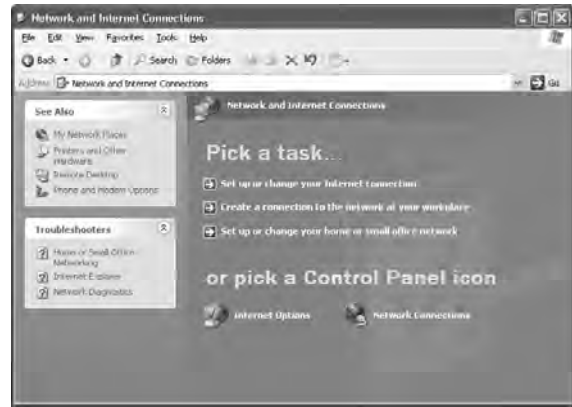 Network and Internet Connections
File Edit View Favorites Tools Help
Back Search Folders
Address Network and Internet Connections Go
See Also
My Network Places
Printers and Other
Hardware
Remote Desktop
Phone and Modem Options
Troubleshooters
Home or Small Office
Networking
Internet Explorer
Network Diagnostics
Network and Internet Connections
Pick a task...
Set up or change your Internet connection
Create a connection to the network at your workplace
Set up or change your home or small office network
or pick a Control Panel icon
Internet Options Network Connections